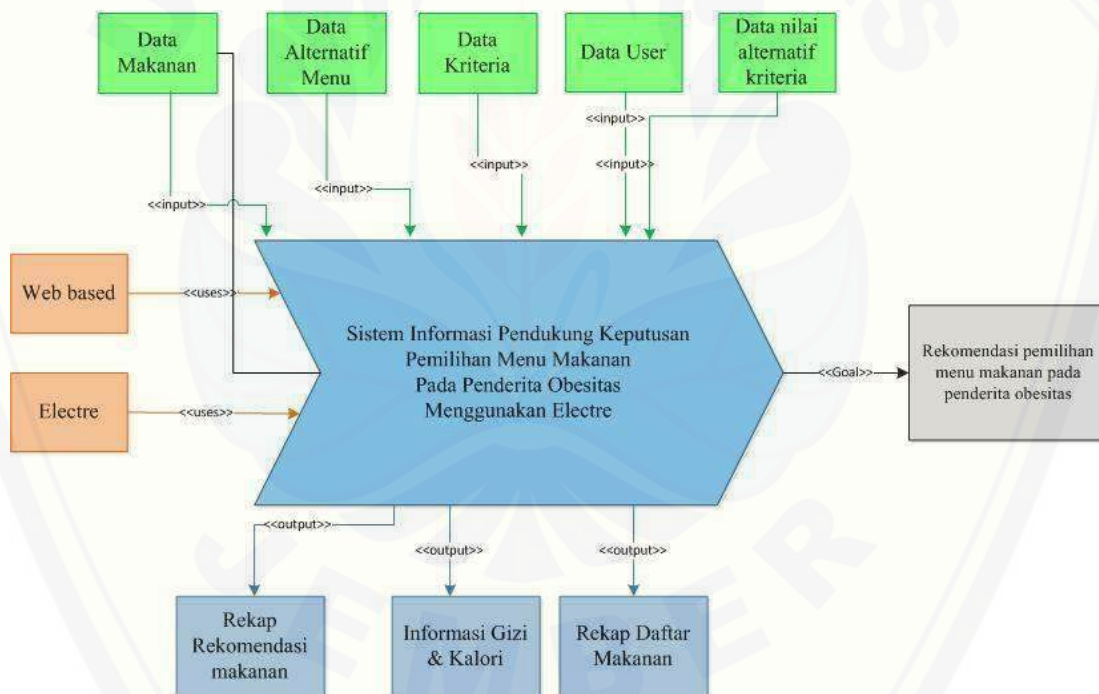 Data
Makanan
Data
Alternatif
Menu
Data
Kriteria
Data User
Data nilai
alternatif
kriteria
<<input>>
<<input>>
<<input>>
<<input>>
<<input>>
Web based
<<uses>>
Electre
<<uses>>
Sistem Informasi Pendukung Keputusan
Pemilihan Menu Makanan
Pada Penderita Obesitas
Menggunakan Electre
<<Goal>>
Rekomendasi pemilihan
menu makanan pada
penderita obesitas
<<output>>
<<output>>
<<output>>
Rekap
Rekomendasi
makanan
Informasi Gizi
& Kalori
Rekap Daftar
Makanan
JEMBER